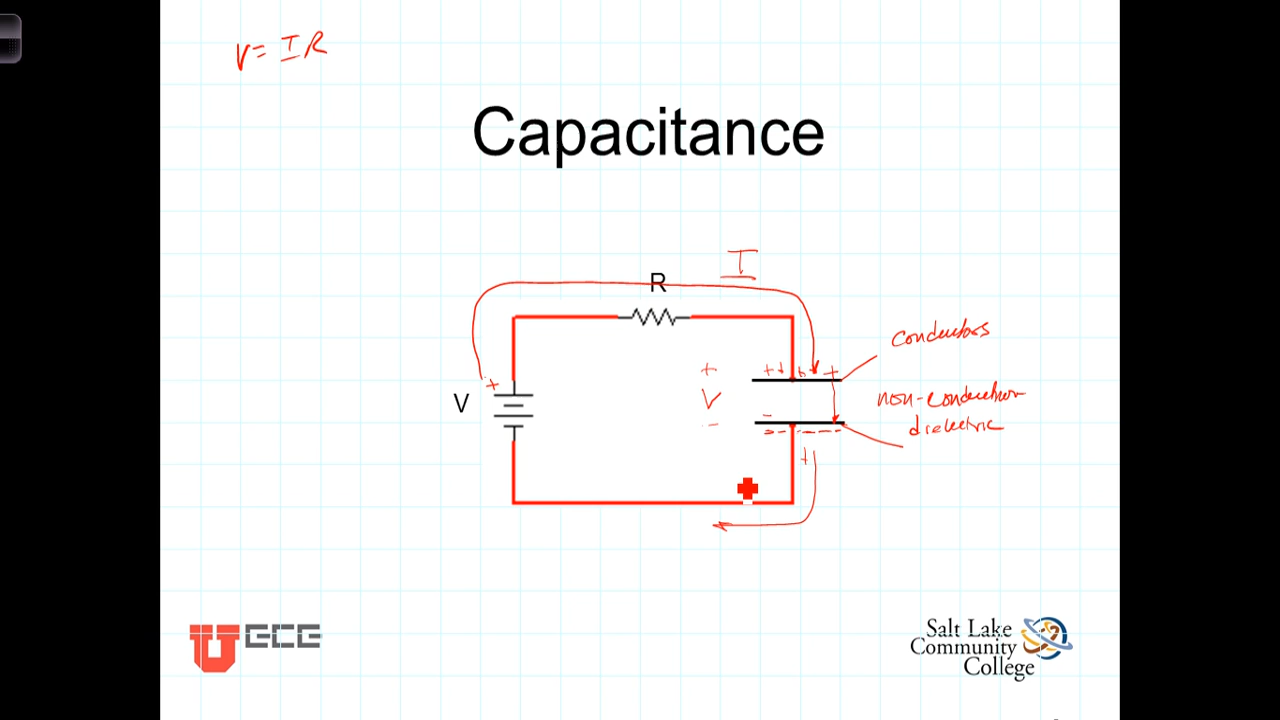 V = IR
Capacitance
I
R
+
conductors
+ + +
+
V
V
non-conductor
dielectric
-
-
+
U ECE
Salt Lake
Community
College